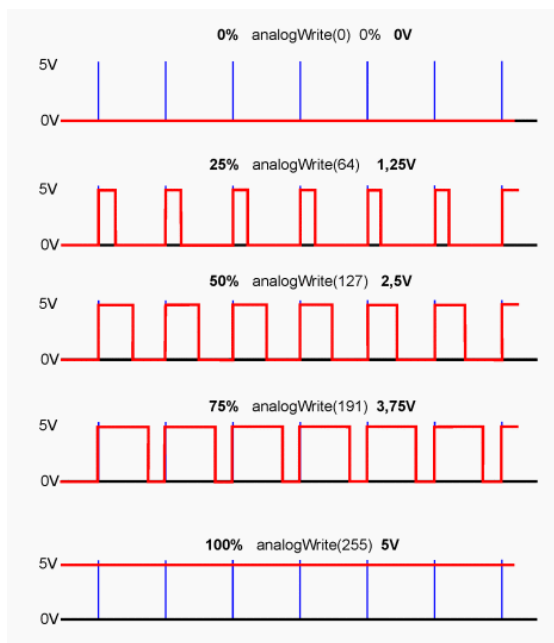 0% analogWrite(0) 0% 0V
5V
0V
25% analogWrite(64) 1,25V
5V
0V
50% analogWrite(127) 2,5V
5V
0V
75% analogWrite(191) 3,75V
5V
0V
100% analogWrite(255) 5V
5V
0V